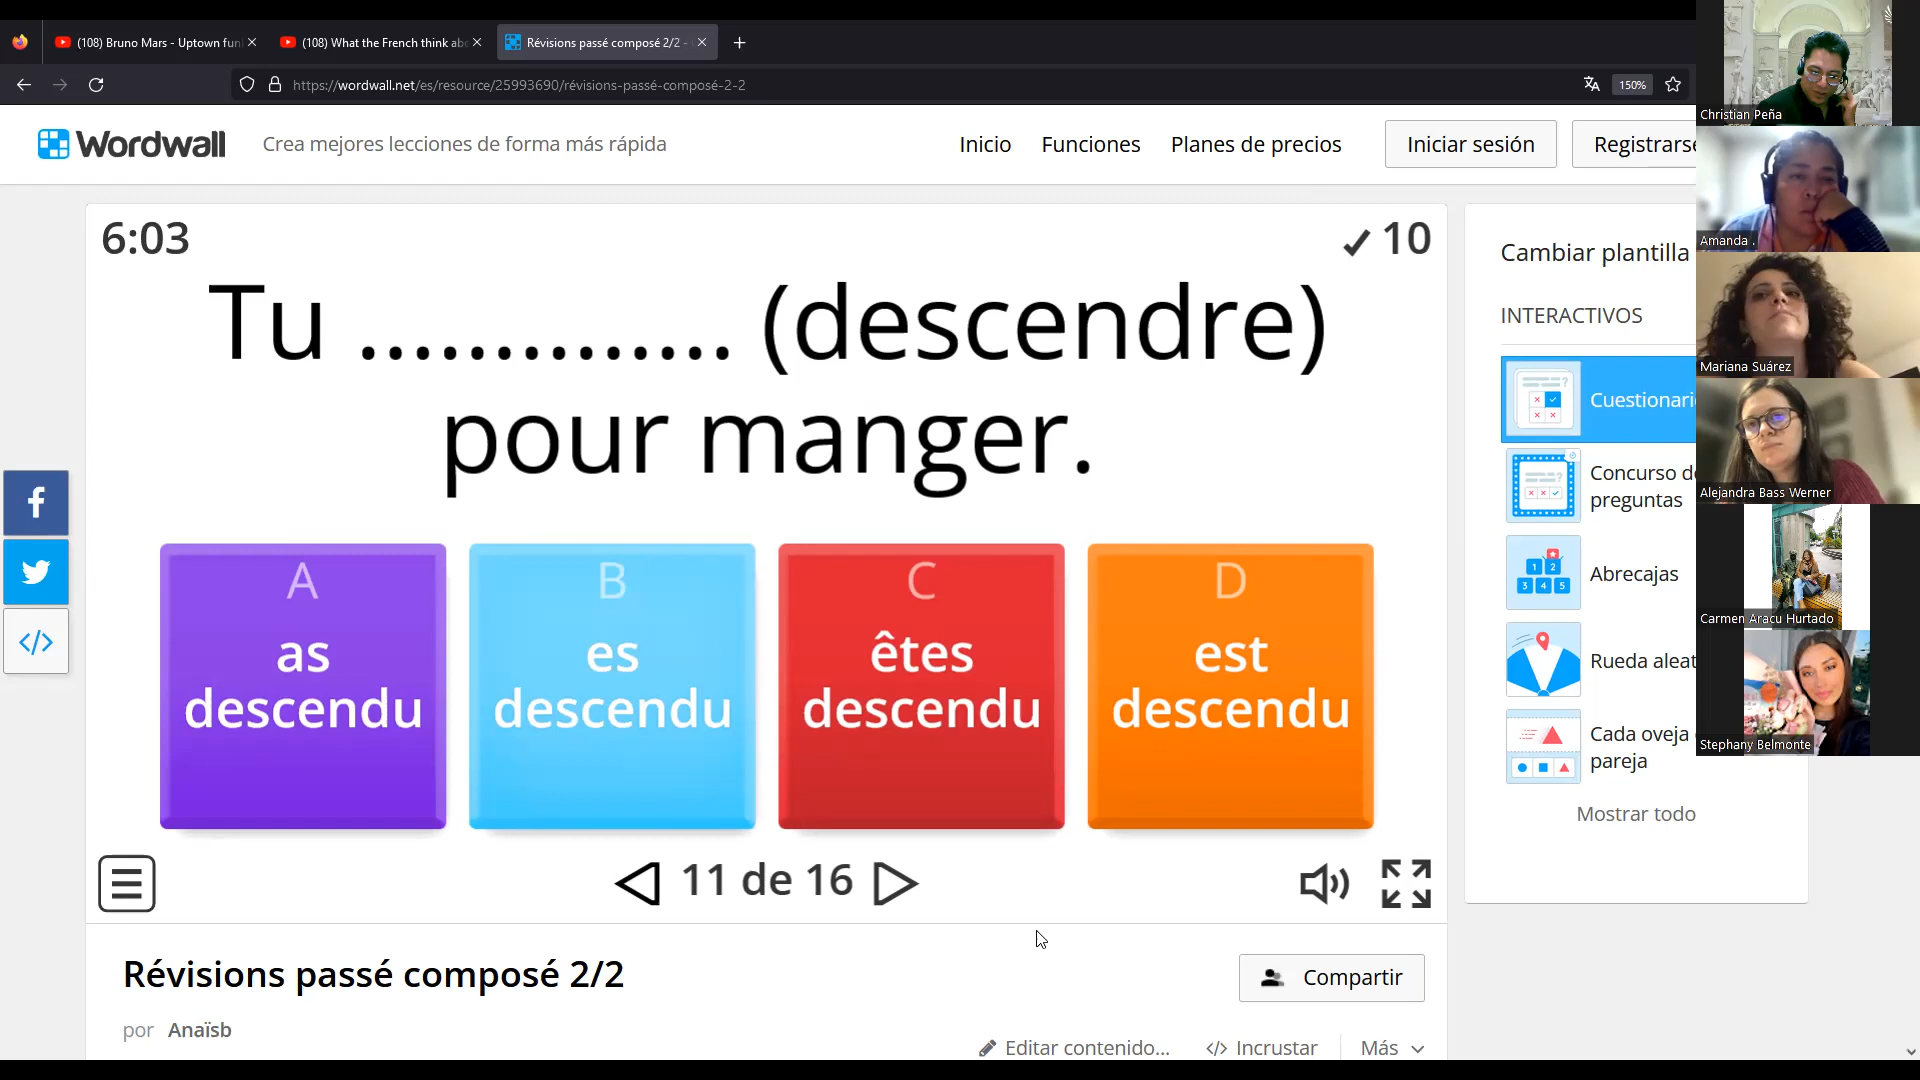 (108) Bruno Mars - Uptown fun
(108) What the French think abo
Révisions passé composé 2/2 -
https://wordwall.net/es/resource/25993690/révisions-passé-composé-2-2
150%
Wordwall
Crea mejores lecciones de forma más rápida
Inicio
Funciones
Planes de precios
Iniciar sesión
Registrarse
6:03
10
Tu .............. (descendre)
pour manger.
A
as
descendu
B
es
descendu
C
êtes
descendu
D
est
descendu
11 de 16
Révisions passé composé 2/2
por Anaïsb
Compartir
Editar contenido...
Incrustar
Más
Cambiar plantilla
INTERACTIVOS
Cuestionari
Concurso de
preguntas
Abrecajas
Rueda aleat
Cada oveja
pareja
Mostrar todo
Christian Peña
Amanda .
Mariana Suárez
Alejandra Bass Werner
Carmen Aracu Hurtado
Stephany Belmonte